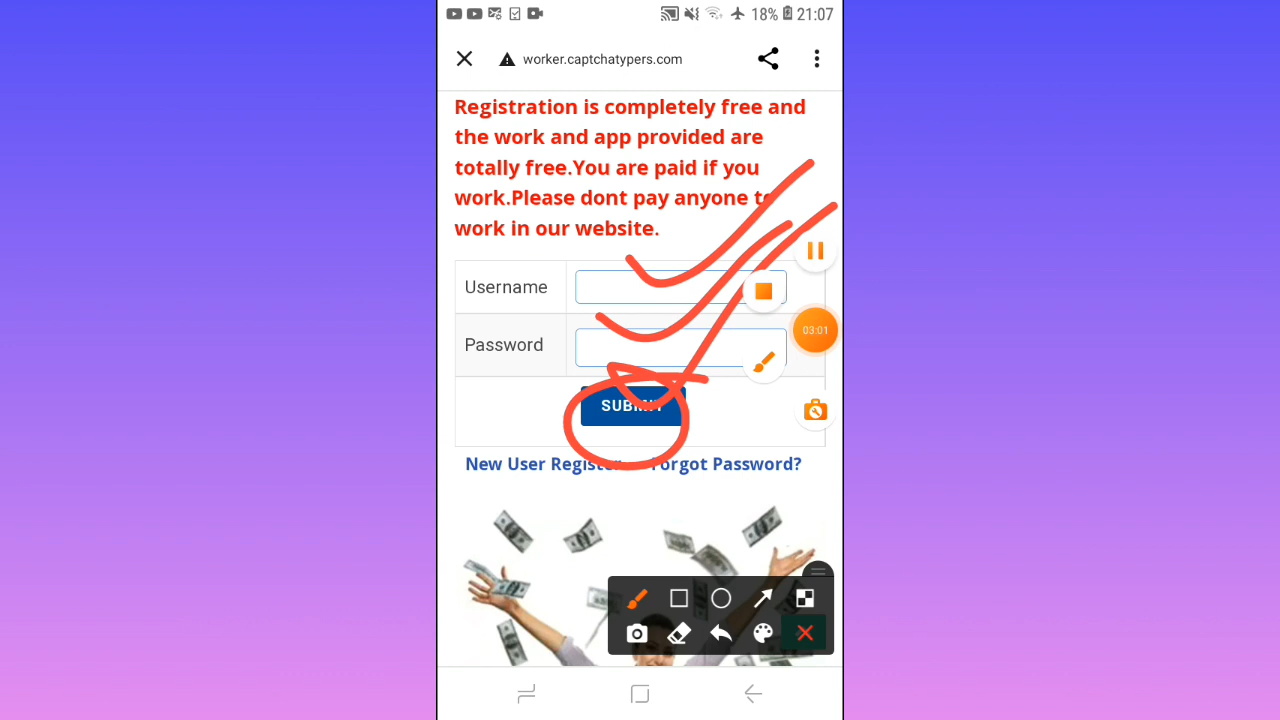 18% 21:07
worker.captchatypers.com
Registration is completely free and
the work and app provided are
totally free.You are paid if you
work.Please dont pay anyone to
work in our website.
Username
03:01
Password
SUBMIT
New User Register Forgot Password?